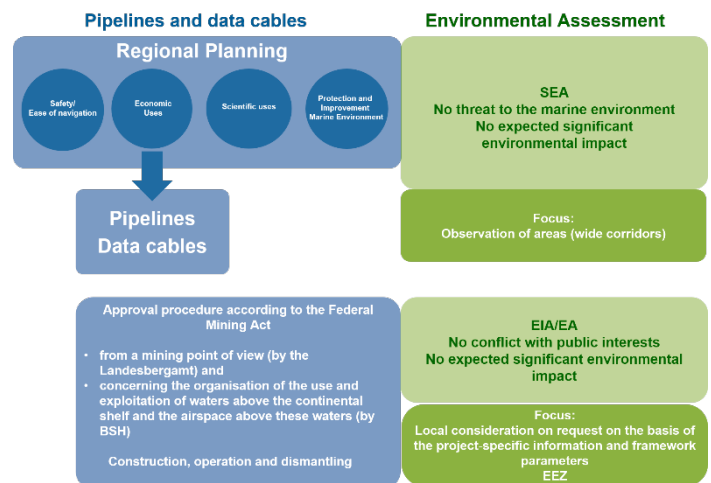 Pipelines and data cables
Environmental Assessment
Regional Planning
Safety/
Ease of navigation
Economic
Uses
Scientific uses
Protection and
Improvement
Marine Environment
SEA
No threat to the marine environment
No expected significant
environmental impact
Pipelines
Data cables
Focus:
Observation of areas (wide corridors)
Approval procedure according to the Federal
Mining Act
• from a mining point of view (by the
Landesbergamt) and
• concerning the organisation of the use and
exploitation of waters above the continental
shelf and the airspace above these waters (by
BSH)
Construction, operation and dismantling
EIA/EA
No conflict with public interests
No expected significant environmental
impact
Focus:
Local consideration on request on the basis of
the project-specific information and framework
parameters
EEZ